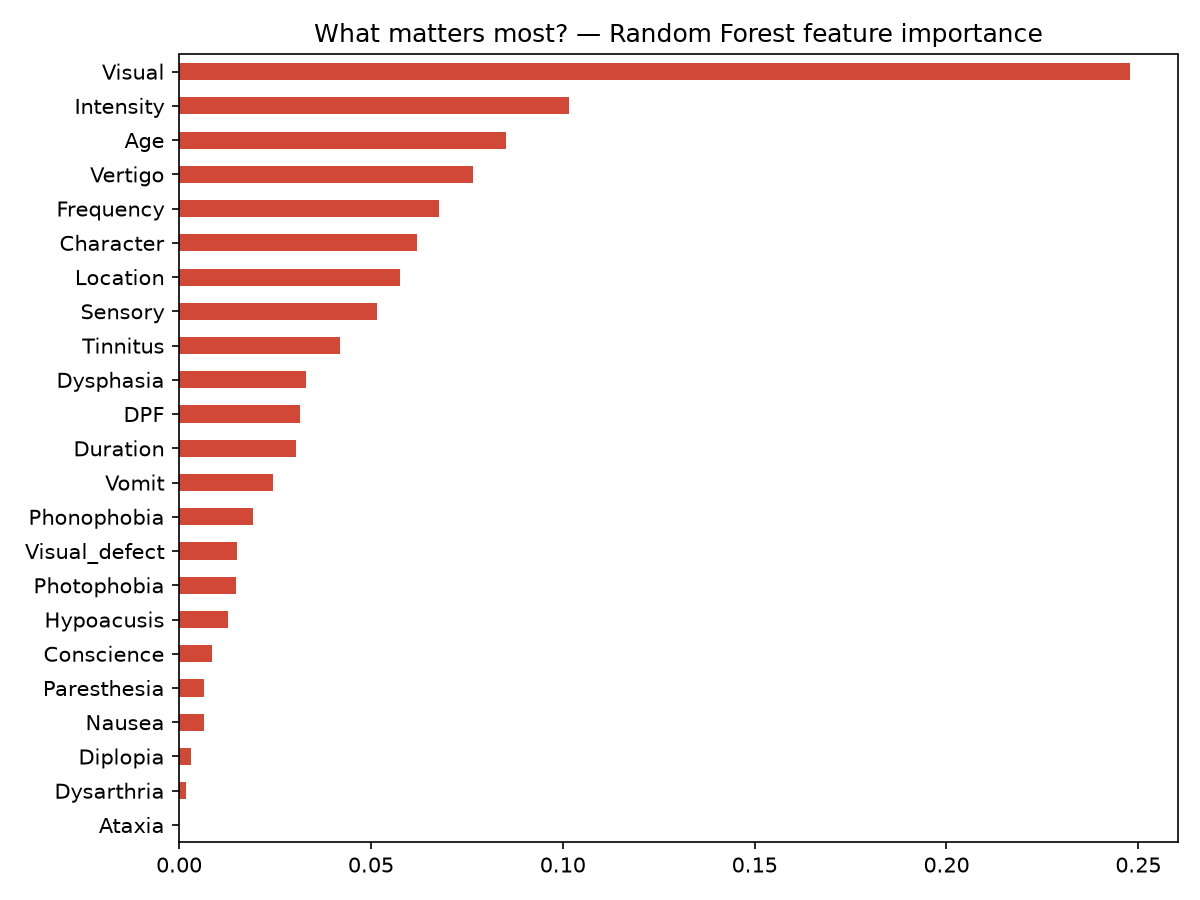 What matters most? — Random Forest feature importance
Visual
Intensity
Age
Vertigo
Frequency
Character
Location
Sensory
Tinnitus
Dysphasia
DPF
Duration
Vomit
Phonophobia
Visual_defect
Photophobia
Hypoacusis
Conscience
Paresthesia
Nausea
Diplopia
Dysarthria
Ataxia
0.00 0.05 0.10 0.15 0.20 0.25